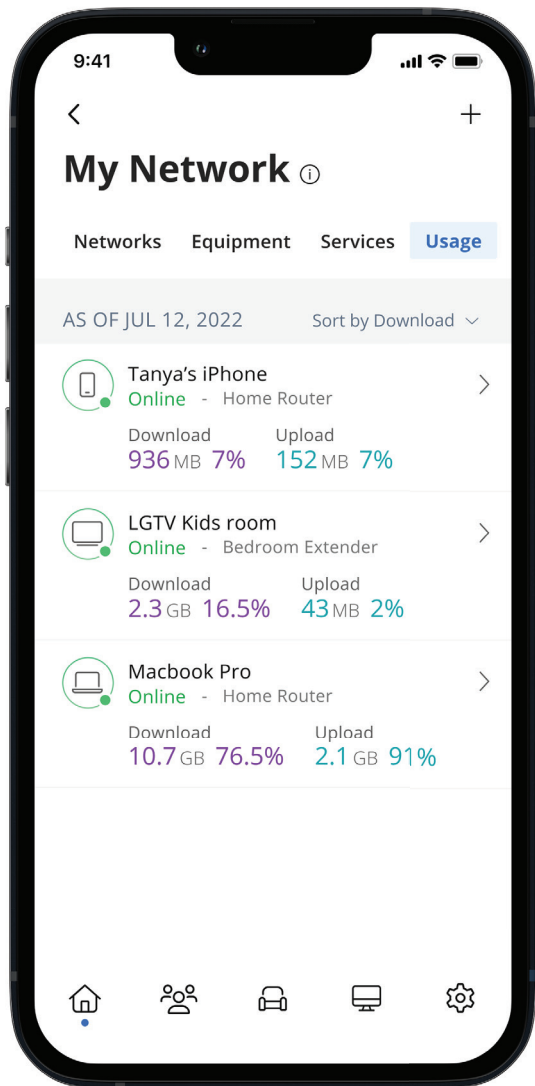 9:41
My Network
Networks Equipment Services Usage
AS OF JUL 12, 2022 Sort by Download
Tanya’s iPhone
Online - Home Router
Download Upload
936 MB 7% 152 MB 7%
LGTV Kids room
Online - Bedroom Extender
Download Upload
2.3 GB 16.5% 43 MB 2%
Macbook Pro
Online - Home Router
Download Upload
10.7 GB 76.5% 2.1 GB 91%